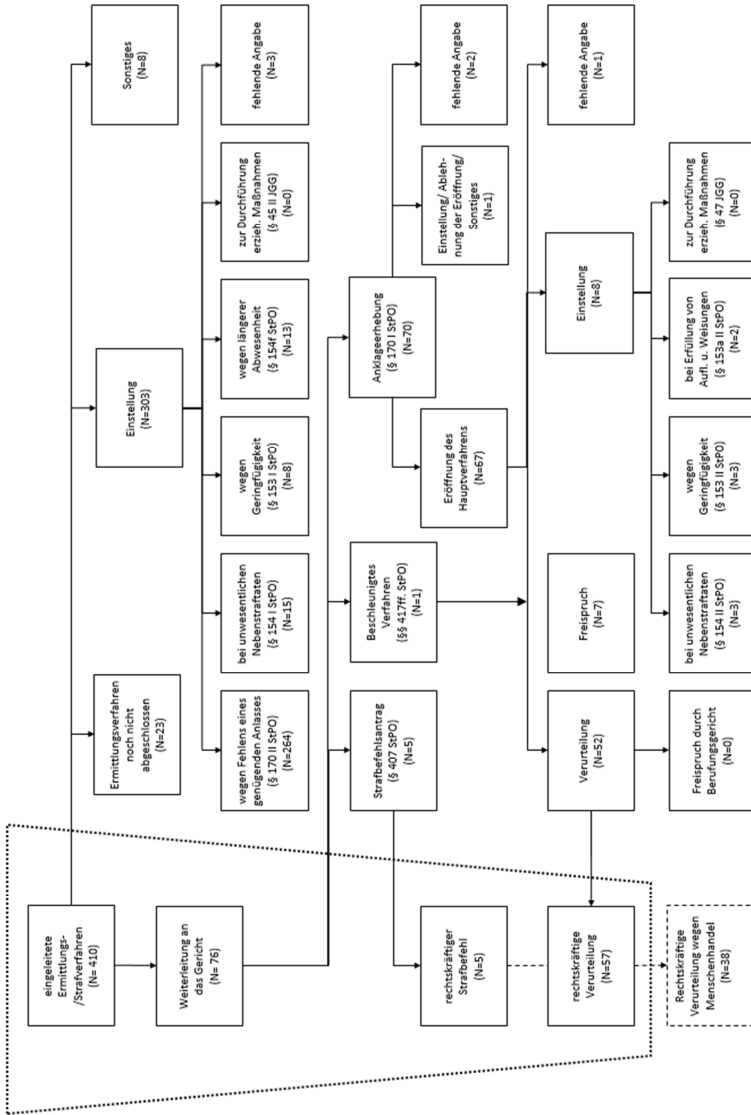 eingeleitete
Ermittlungs-
/Strafverfahren
(N= 410)
Ermittlungsverfahren
noch nicht
abgeschlossen
(N=23)
Einstellung
(N=303)
Sonstiges
(N=8)
Weiterleitung an
das Gericht
(N= 76)
wegen Fehlens eines
genügenden Anlasses
(§ 170 II StPO)
(N=264)
bei unwesentlichen
Nebenstraftaten
(§ 154 I StPO)
(N=15)
wegen
Geringfügigkeit
(§ 153 I StPO)
(N=8)
wegen längerer
Abwesenheit
(§ 154f StPO)
(N=13)
zur Durchführung
erzieh. Maßnahmen
(§ 45 II JGG)
(N=0)
fehlende Angabe
(N=3)
Strafbefehlsantrag
(§ 407 StPO)
(N=5)
Beschleunigtes
Verfahren
(§§ 417ff. StPO)
(N=1)
Anklageerhebung
(§ 170 I StPO)
(N=70)
rechtskräftiger
Strafbefehl
(N=5)
Eröffnung des
Hauptverfahrens
(N=67)
Einstellung/ Ableh-
nung der Eröffnung/
Sonstiges
(N=1)
fehlende Angabe
(N=2)
rechtskräftige
Verurteilung
(N=57)
Verurteilung
(N=52)
Freispruch
(N=7)
Einstellung
(N=8)
fehlende Angabe
(N=1)
Rechtskräftige
Verurteilung wegen
Menschenhandel
(N=38)
Freispruch durch
Berufungsgericht
(N=0)
bei unwesentlichen
Nebenstraftaten
(§ 154 II StPO)
(N=3)
wegen
Geringfügigkeit
(§ 153 II StPO)
(N=3)
bei Erfüllung von
Aufl. u. Weisungen
(§ 153a II StPO)
(N=2)
zur Durchführung
erzieh. Maßnahmen
(§ 47 JGG)
(N=0)